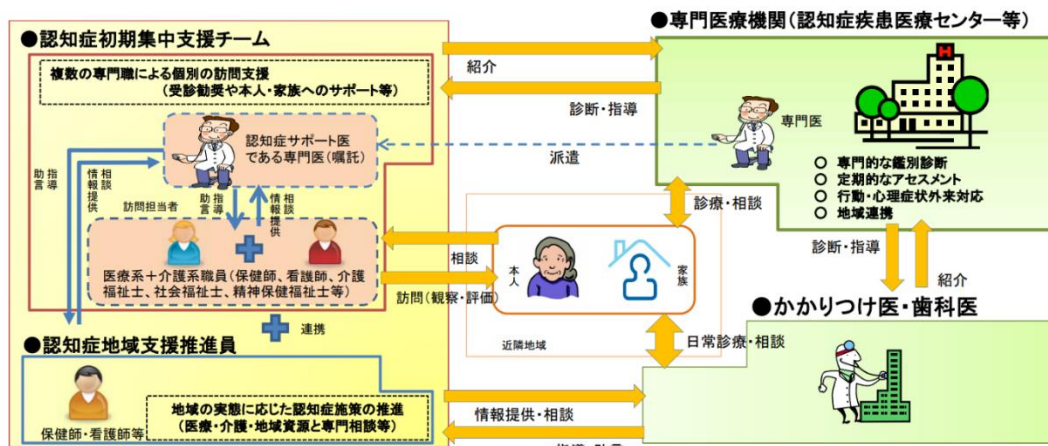 ●認知症初期集中支援チーム
複数の専門職による個別の訪問支援
(受診勧奨や本人・家族へのサポート等)
認知症サポート医
である専門医(嘱託)
指導
助言
相談
情報提供
訪問担当者
指導
助言
相談
情報提供
医療系+介護系職員(保健師、看護師、介護
福祉士、社会福祉士、精神保健福祉士等)
連携
●認知症地域支援推進員
保健師・看護師等
地域の実態に応じた認知症施策の推進
(医療・介護・地域資源と専門相談等)
紹介
診断・指導
派遣
相談
訪問(観察・評価)
本人
家族
近隣地域
診療・相談
日常診療・相談
情報提供・相談
●専門医療機関(認知症疾患医療センター等)
H
専門医
○ 専門的な鑑別診断
○ 定期的なアセスメント
○ 行動・心理症状外来対応
○ 地域連携
診断・指導
紹介
●かかりつけ医・歯科医